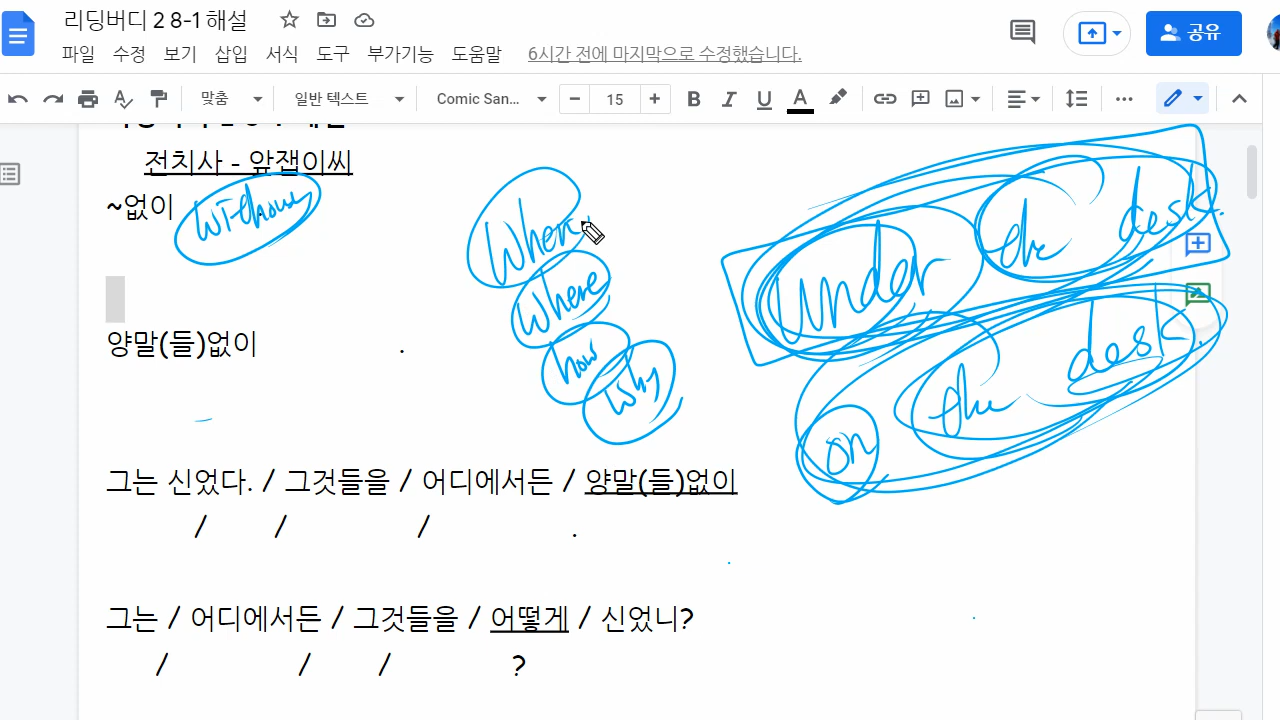 리딩버디 2 8-1 해설
파일 수정 보기 삽입 서식 도구 부가기능 도움말 6시간 전에 마지막으로 수정했습니다.
공유
맞춤 일반 텍스트 Comic San... 15 B I U A
전치사 - 앞잽이씨
~없이 without
when
where
how
why
under the desk.
on the desk.
양말(들)없이 .
그는 신었다. / 그것들을 / 어디에서든 / 양말(들)없이
/ / / .
그는 / 어디에서든 / 그것들을 / 어떻게 / 신었니?
/ / / ?